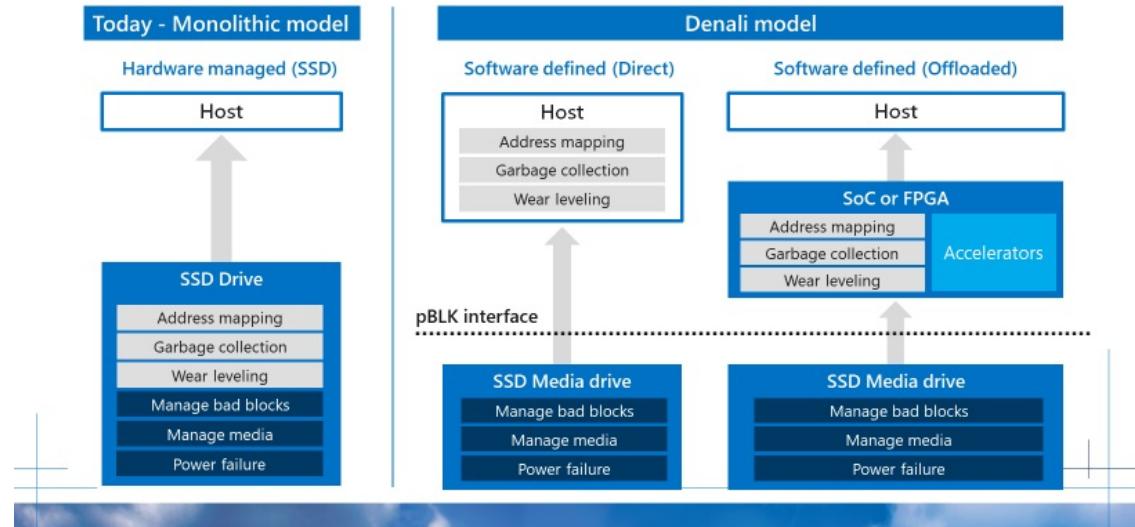 Today - Monolithic model
Hardware managed (SSD)
Host
SSD Drive
Address mapping
Garbage collection
Wear leveling
Manage bad blocks
Manage media
Power failure
Denali model
Software defined (Direct)
Host
Address mapping
Garbage collection
Wear leveling
Software defined (Offloaded)
Host
SoC or FPGA
Address mapping
Garbage collection
Wear leveling
Accelerators
pBLK interface
SSD Media drive
Manage bad blocks
Manage media
Power failure
SSD Media drive
Manage bad blocks
Manage media
Power failure